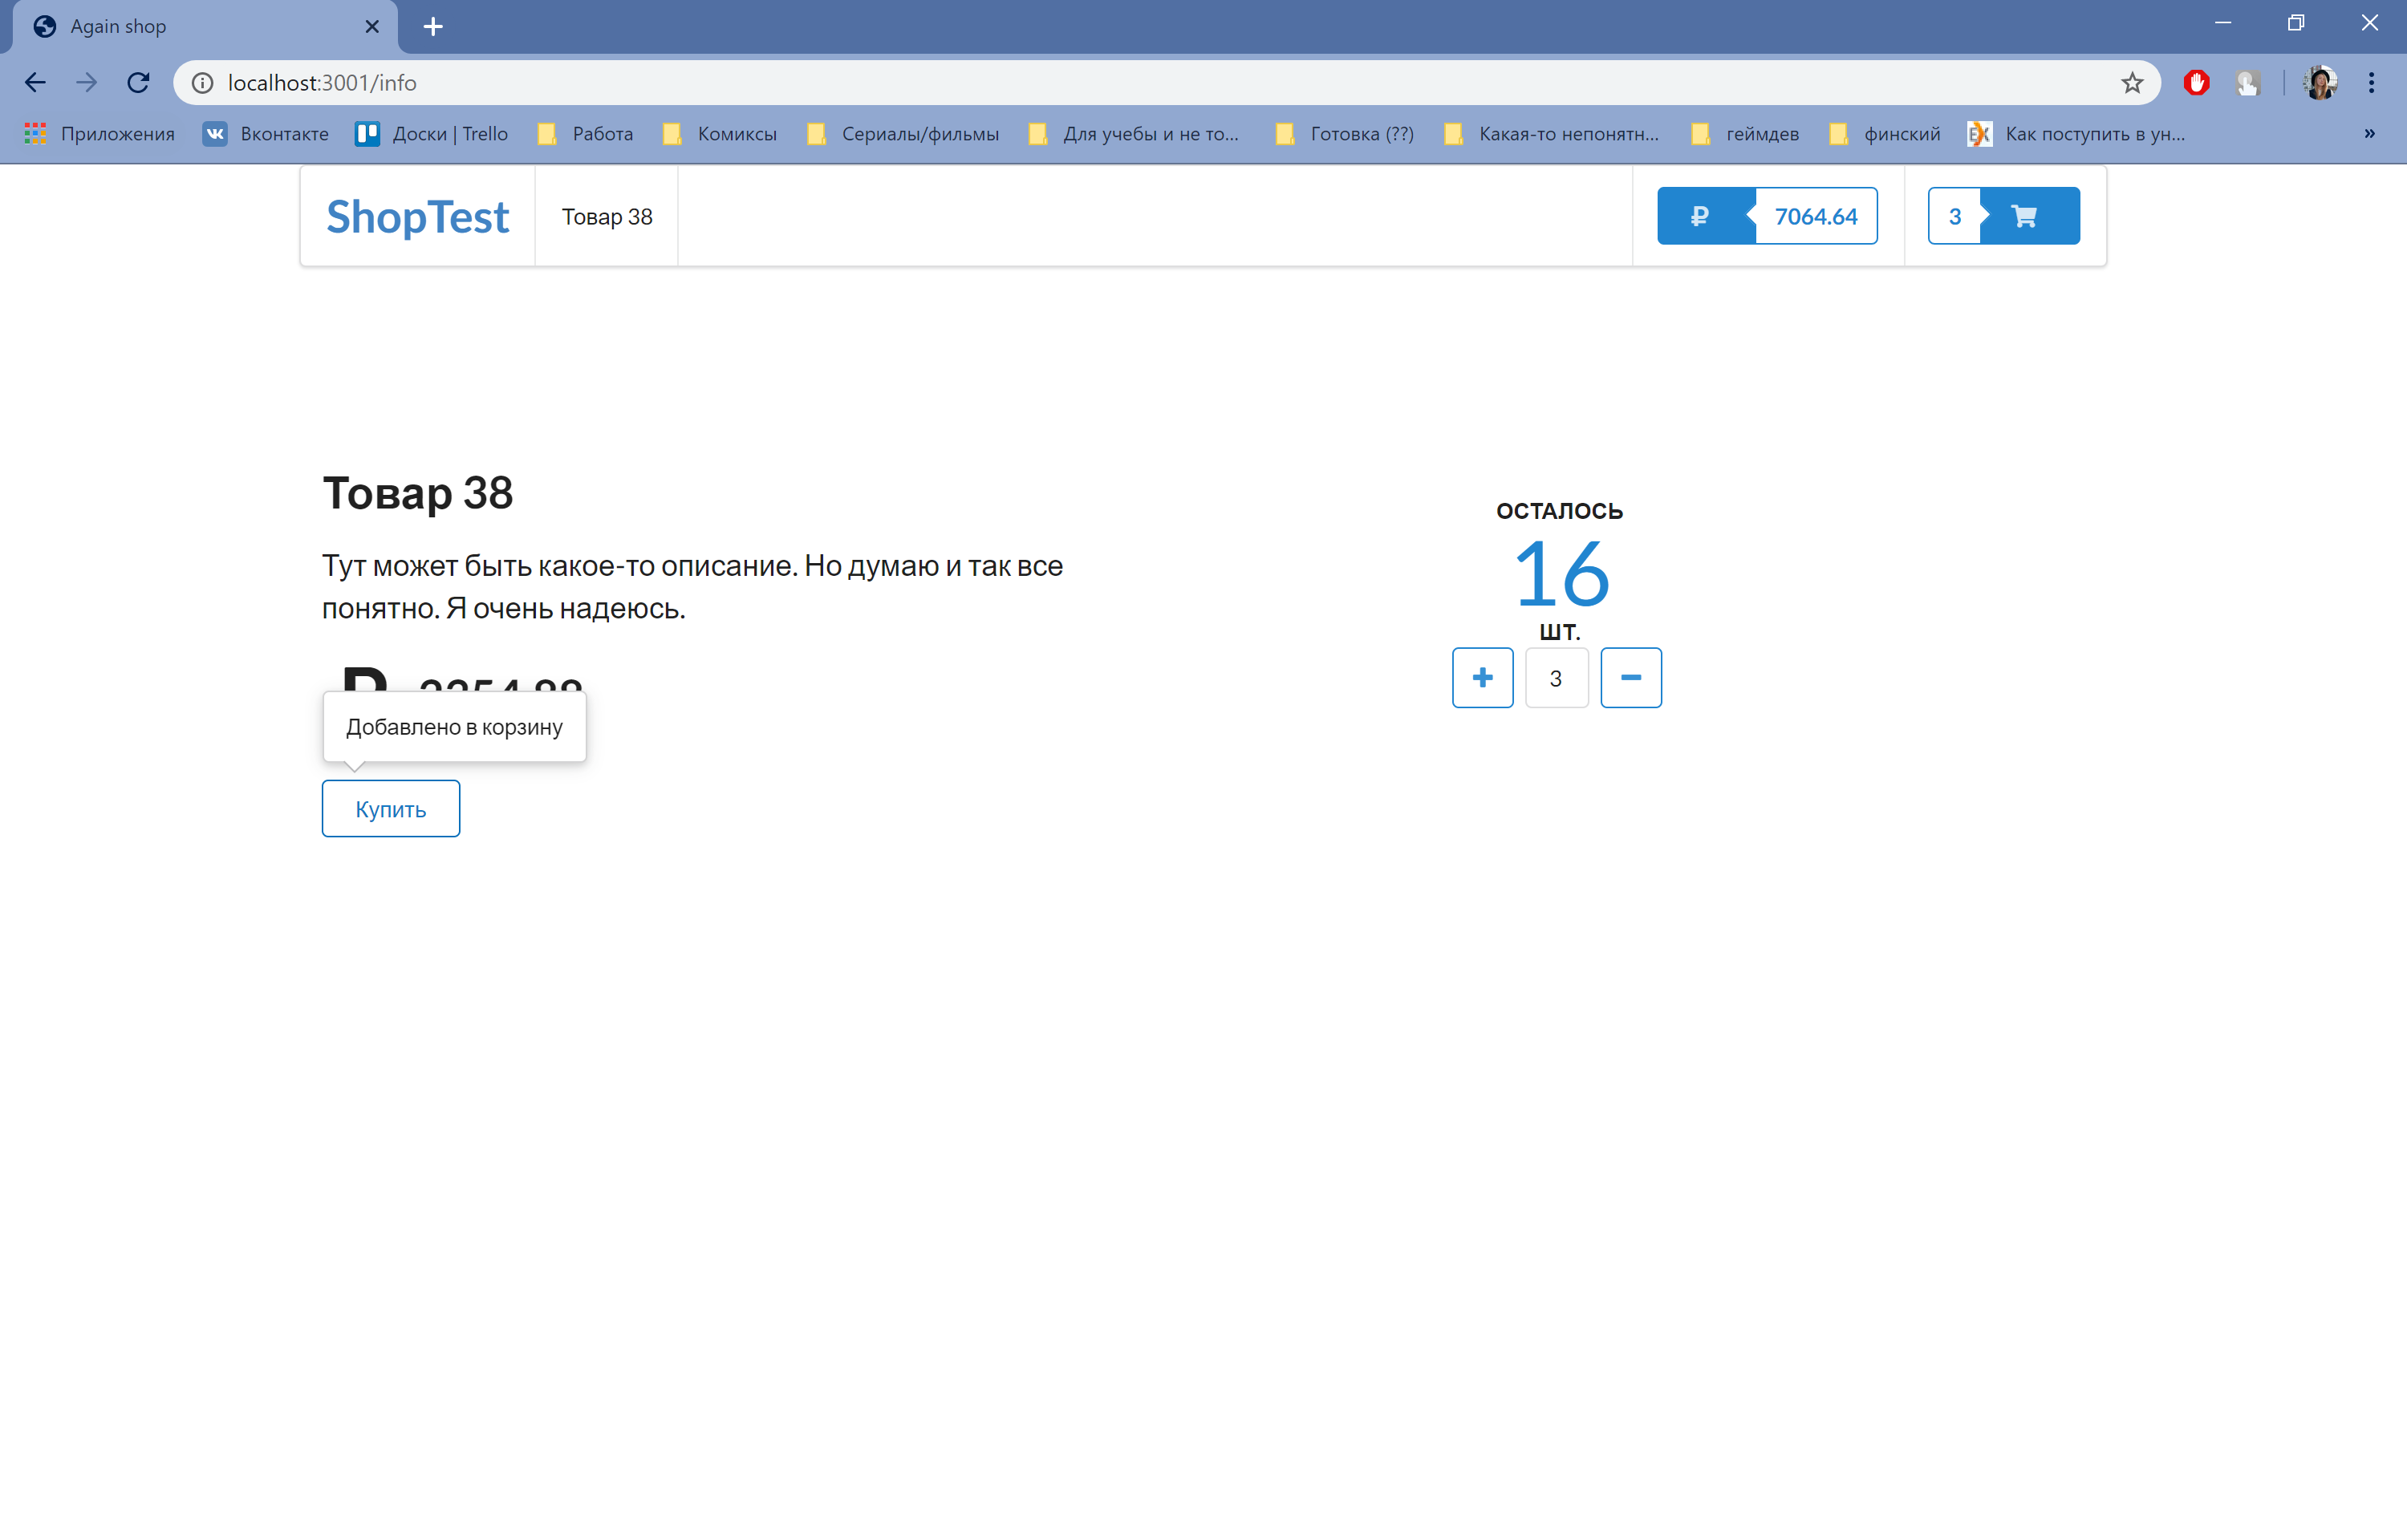 Again shop
localhost:3001/info
Приложения Вконтакте Доски | Trello Работа Комиксы Сериалы/фильмы Для учебы и не то... Готовка (??) Какая-то непонятн... геймдев финский Как поступить в ун... »
ShopTest Товар 38 ₽ 7064.64 3
Товар 38
Тут может быть какое-то описание. Но думаю и так все
понятно. Я очень надеюсь.
Добавлено в корзину
Купить
ОСТАЛОСЬ
16
ШТ.
3